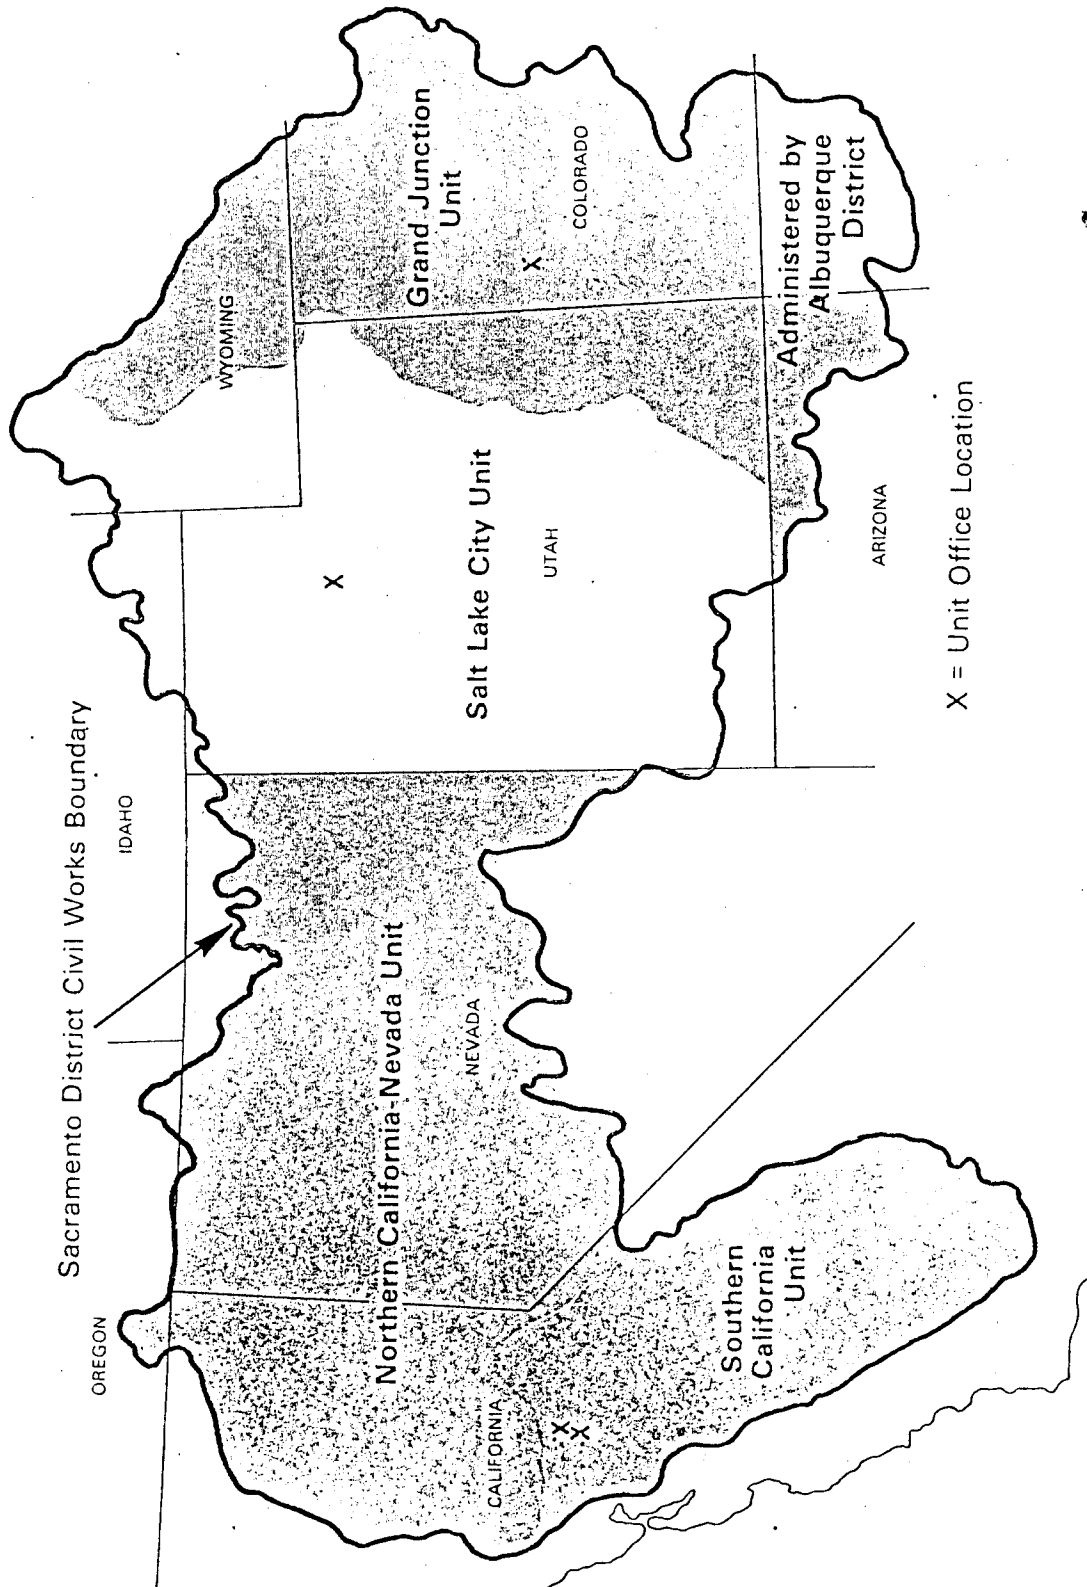 Sacramento District Civil Works Boundary
OREGON
IDAHO
WYOMING
Grand Junction
Unit
COLORADO
Northern California-Nevada Unit
NEVADA
CALIFORNIA
Salt Lake City Unit
UTAH
X
X
X
X
Southern
California
Unit
Administered by
Albuquerque
District
ARIZONA
X = Unit Office Location